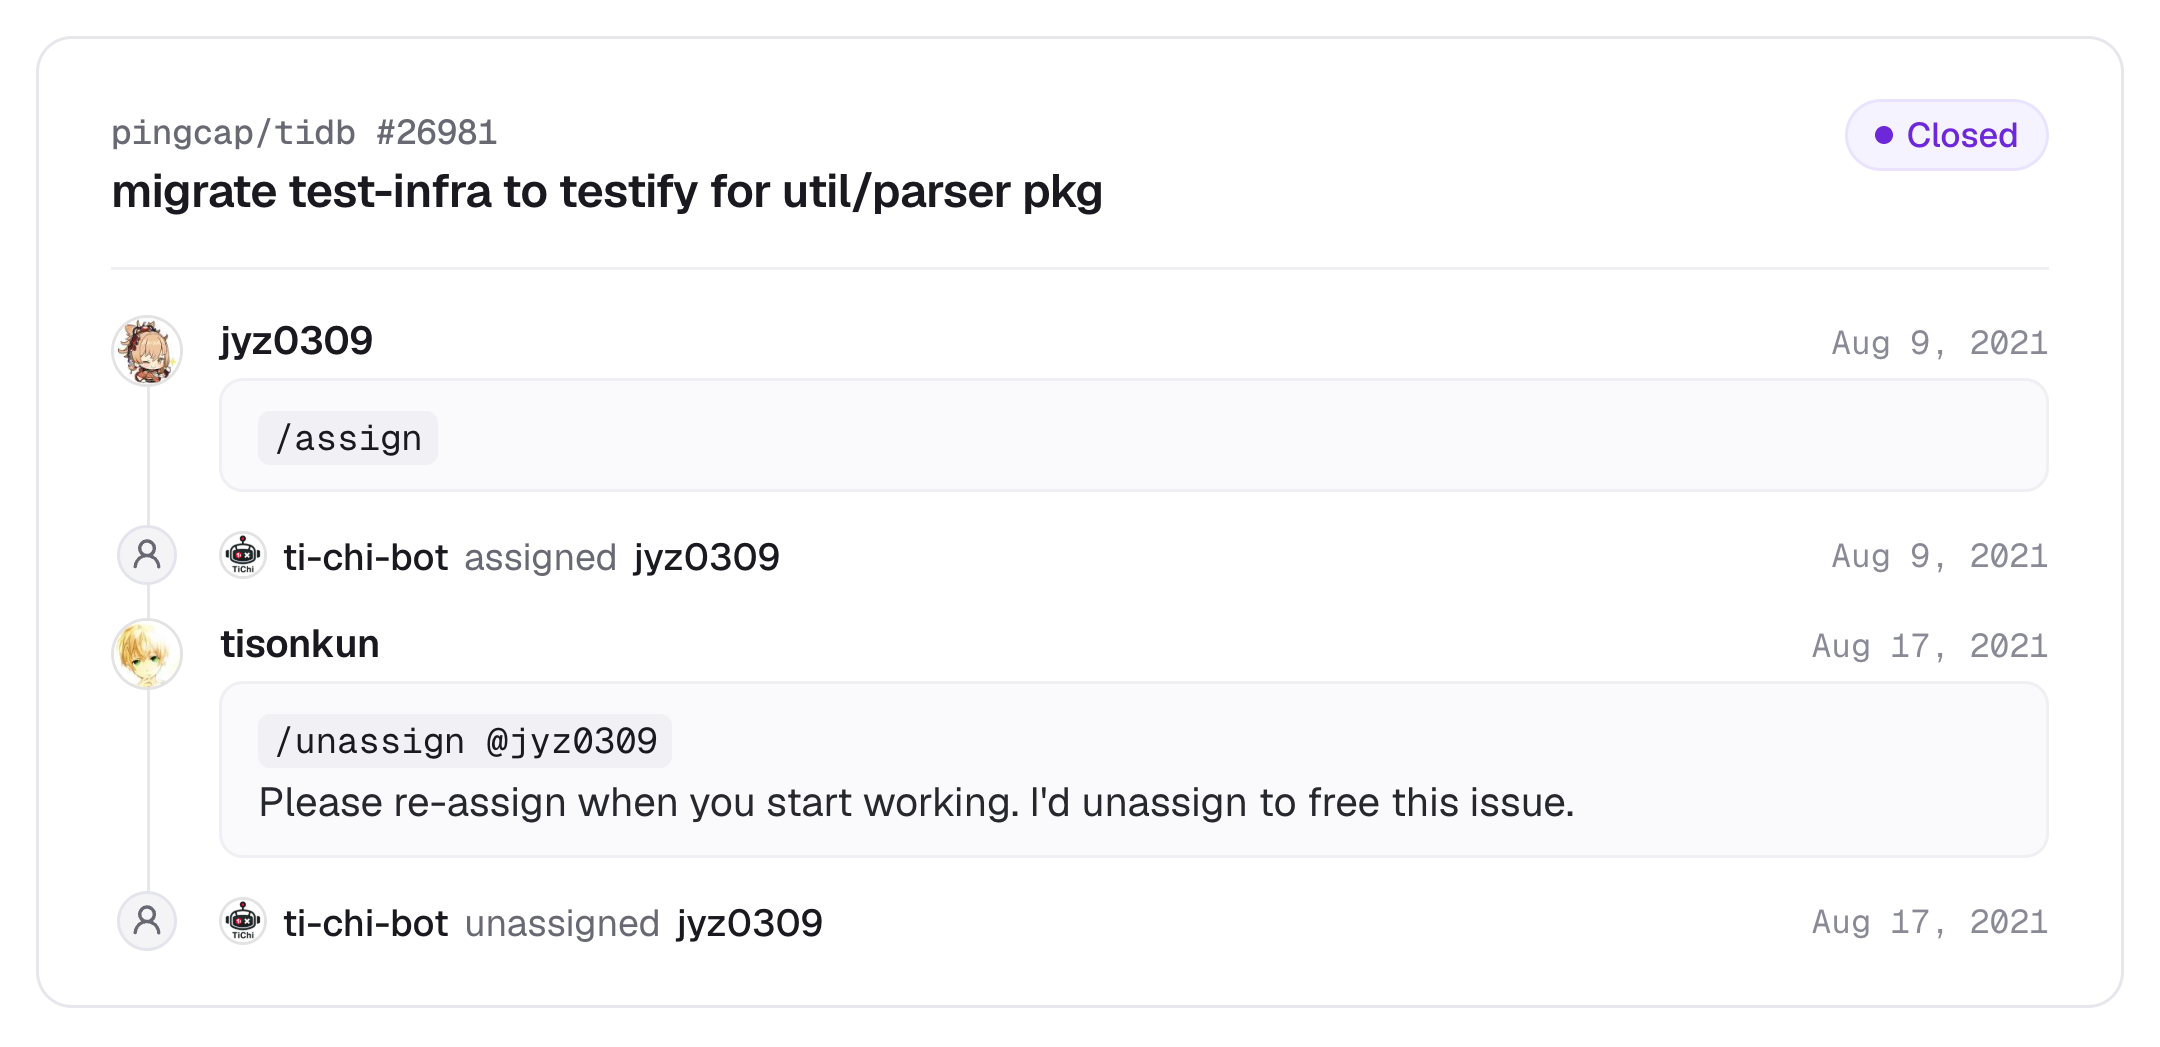 pingcap/tidb #26981
Closed
migrate test-infra to testify for util/parser pkg
jyz0309
Aug 9, 2021
/assign
TiChi
ti-chi-bot assigned jyz0309
Aug 9, 2021
tisonkun
Aug 17, 2021
/unassign @jyz0309
Please re-assign when you start working. I'd unassign to free this issue.
TiChi
ti-chi-bot unassigned jyz0309
Aug 17, 2021